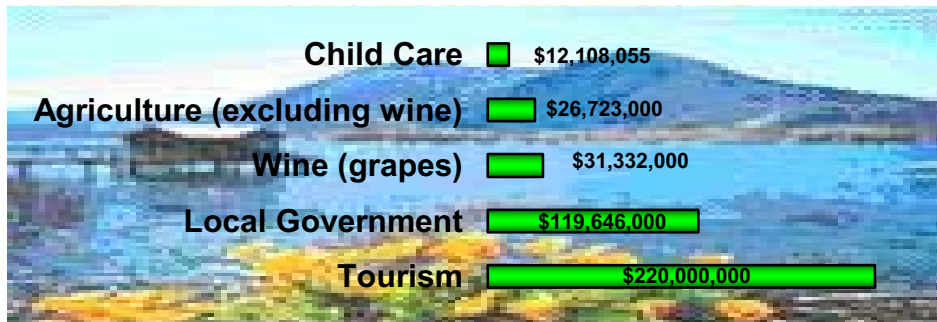 Child Care $12,108,055
Agriculture (excluding wine) $26,723,000
Wine (grapes) $31,332,000
Local Government $119,646,000
Tourism $220,000,000